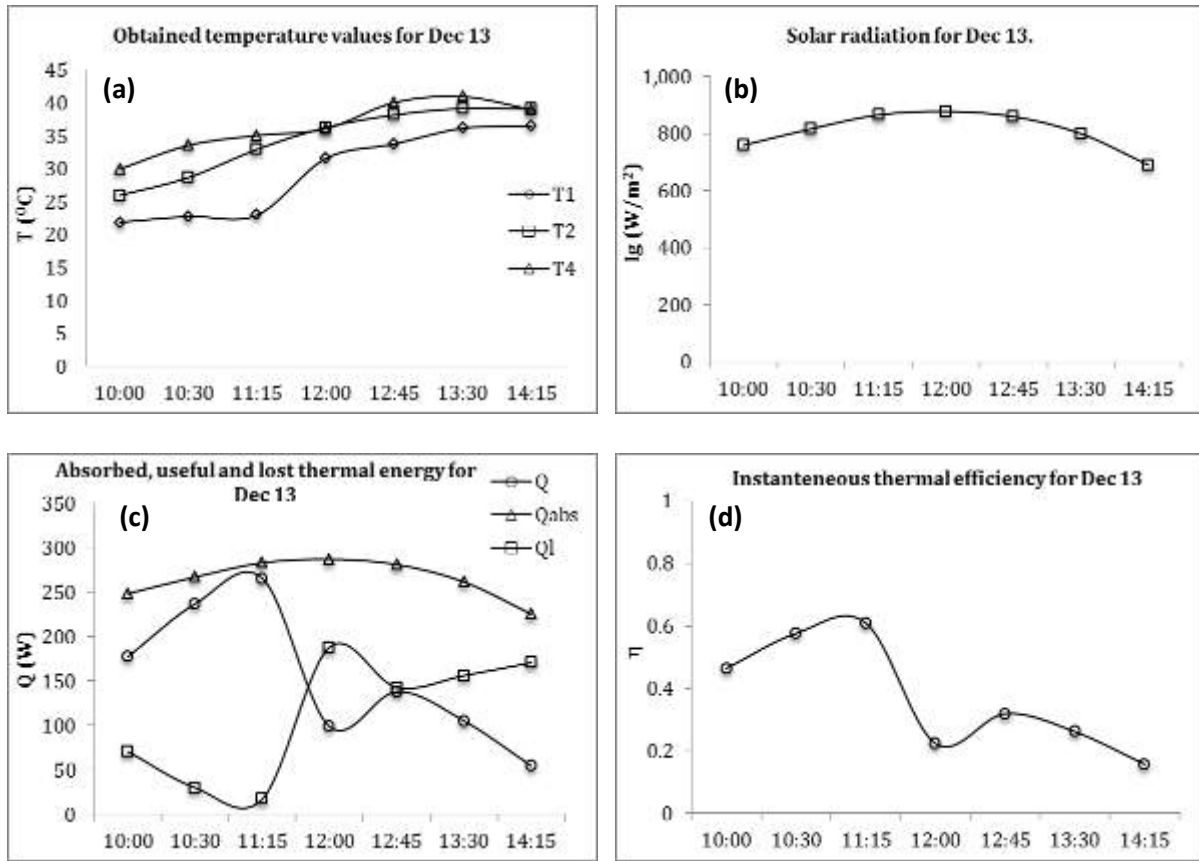 Obtained temperature values for Dec 13
(a)
45
40
35
30
25
20
15
10
5
0
T (⁰C)
T1
T2
T4
10:00 10:30 11:15 12:00 12:45 13:30 14:15
Solar radiation for Dec 13.
(b)
1,000
800
600
400
200
0
Ig (W/m²)
10:00 10:30 11:15 12:00 12:45 13:30 14:15
Absorbed, useful and lost thermal energy for
Dec 13
(c)
350
300
250
200
150
100
50
0
Q (W)
Q
Qabs
Ql
10:00 10:30 11:15 12:00 12:45 13:30 14:15
Instanteneous thermal efficiency for Dec 13
(d)
1
0.8
0.6
0.4
0.2
0
η
10:00 10:30 11:15 12:00 12:45 13:30 14:15